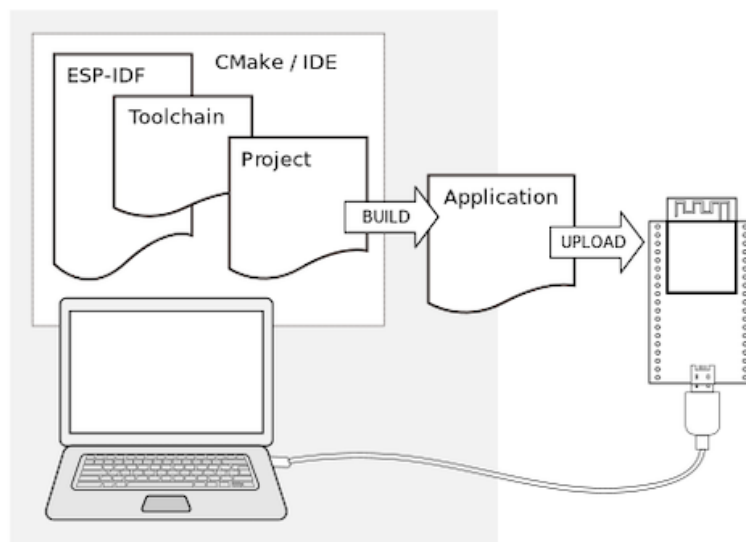 ESP-IDF
CMake / IDE
Toolchain
Project
BUILD
Application
UPLOAD